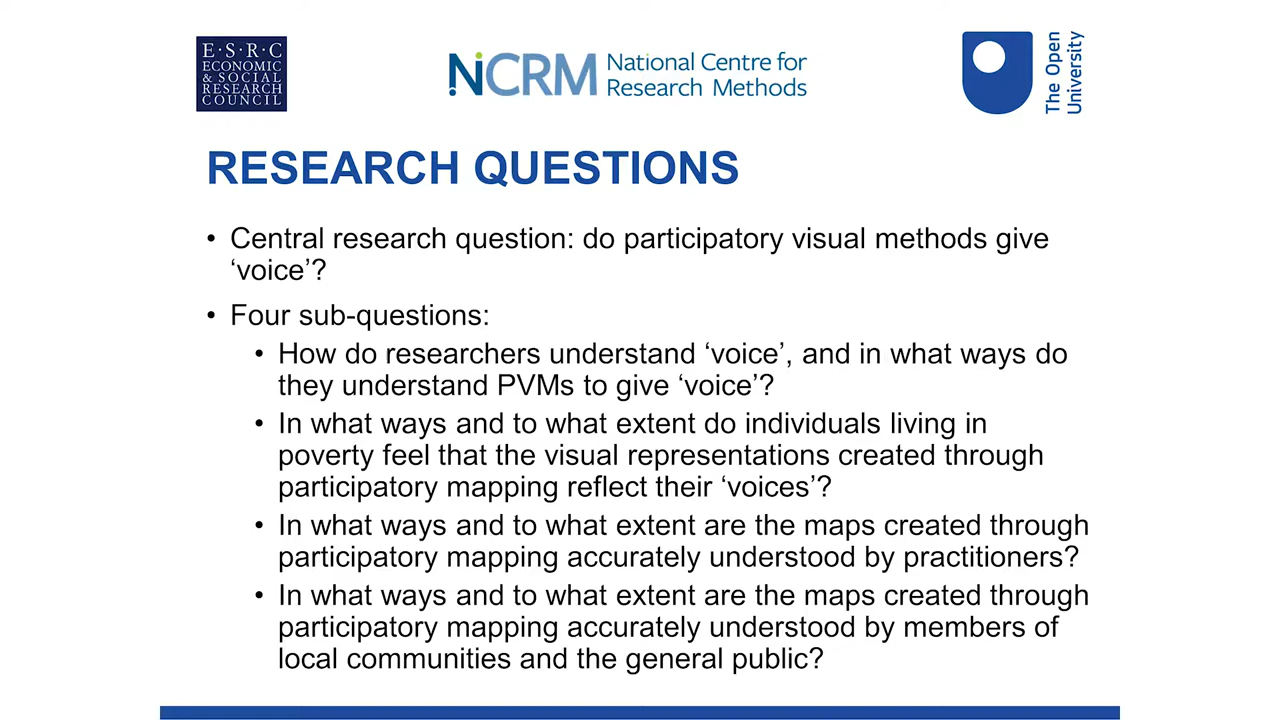 E·S·R·C
ECONOMIC
& SOCIAL
RESEARCH
COUNCIL
NCRM National Centre for
Research Methods
The Open
University
RESEARCH QUESTIONS
• Central research question: do participatory visual methods give
‘voice’?
• Four sub-questions:
• How do researchers understand ‘voice’, and in what ways do
they understand PVMs to give ‘voice’?
• In what ways and to what extent do individuals living in
poverty feel that the visual representations created through
participatory mapping reflect their ‘voices’?
• In what ways and to what extent are the maps created through
participatory mapping accurately understood by practitioners?
• In what ways and to what extent are the maps created through
participatory mapping accurately understood by members of
local communities and the general public?